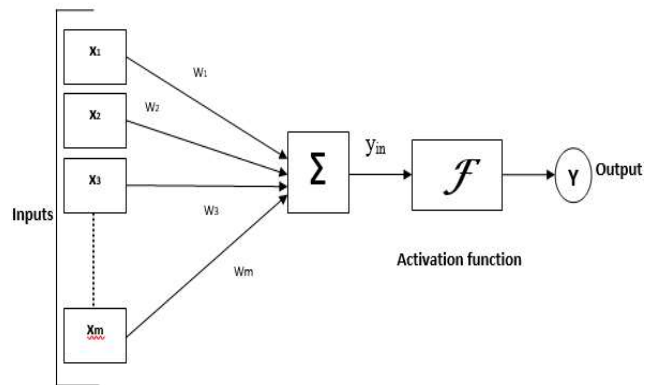 X1
W1
X2
W2
X3
Σ
yin
F
Y
Output
Inputs
W3
Activation function
Wm
Xm